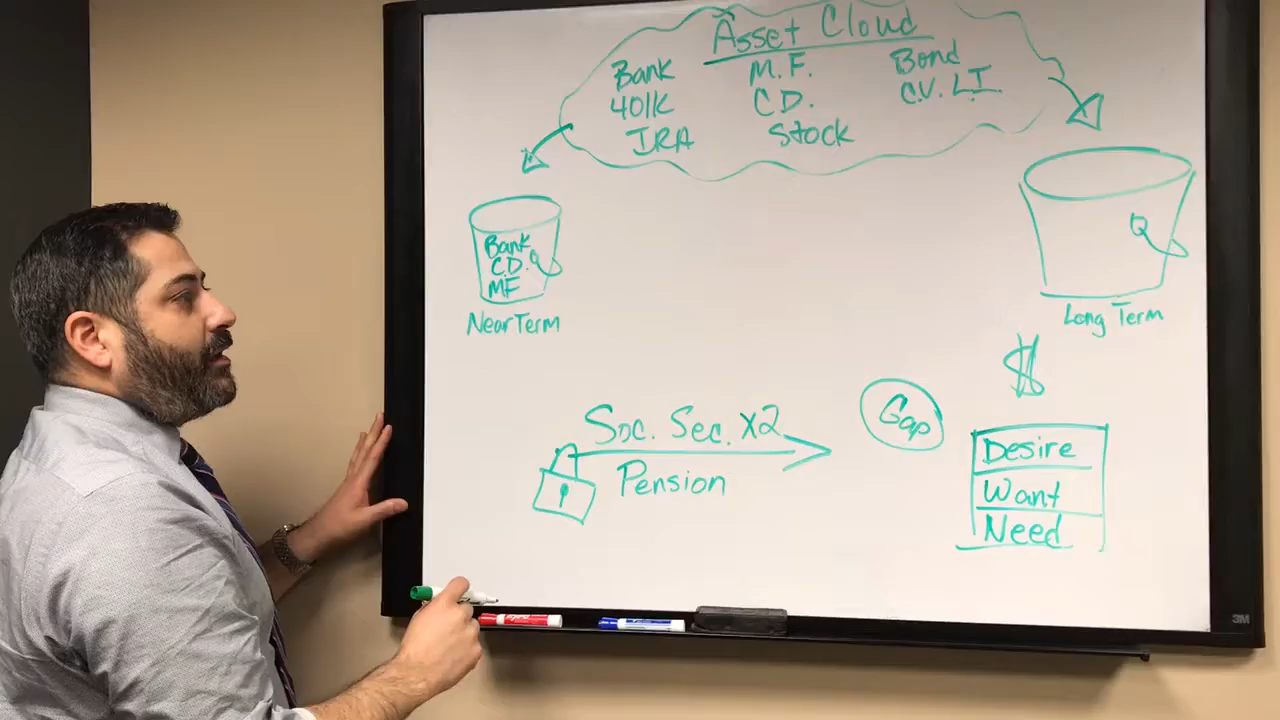 Asset Cloud
Bank M.F. Bond
401K C.D. C.V. L.I.
IRA Stock
Bank
C.D.
MF
Near Term
Long Term
$
Soc. Sec. X2
Pension
Gap
Desire
Want
Need
3M